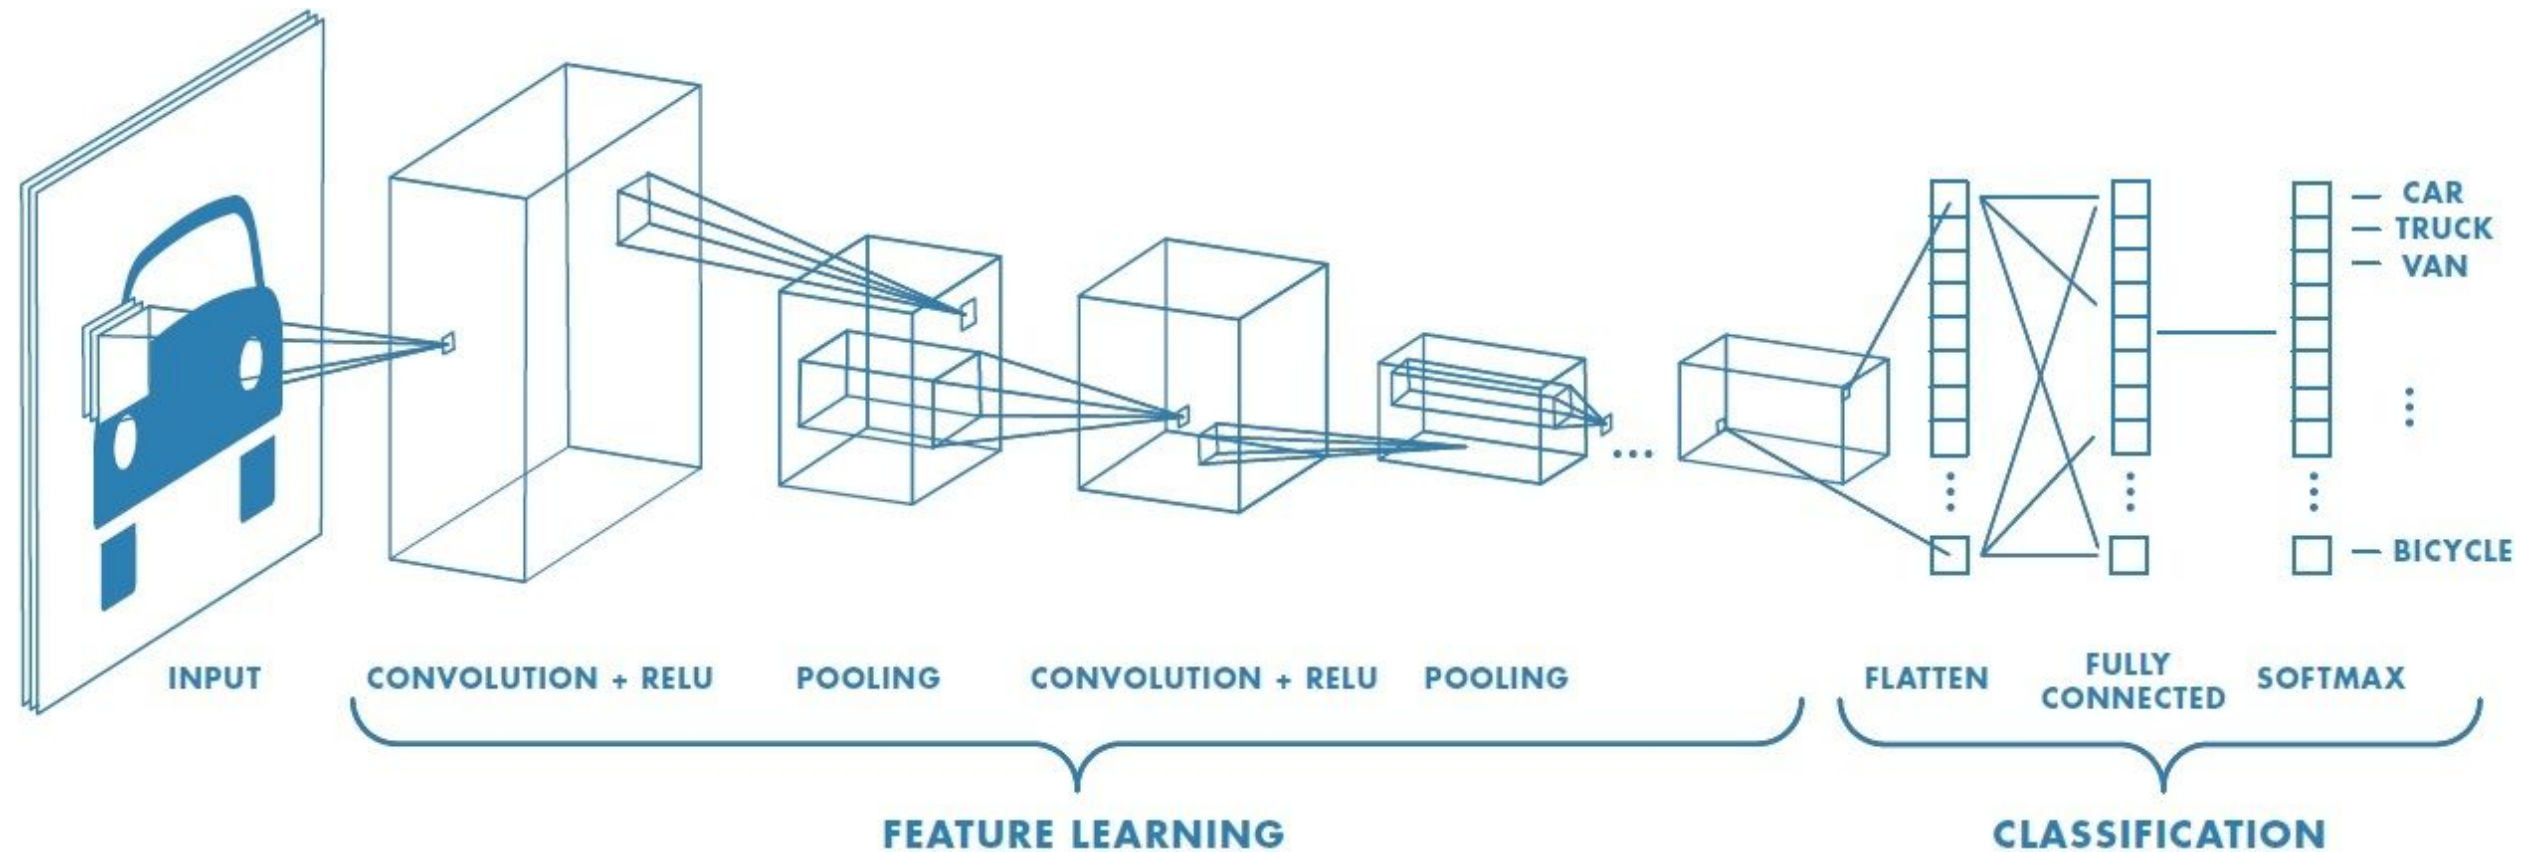 CAR
TRUCK
VAN
BICYCLE
INPUT
CONVOLUTION + RELU
POOLING
CONVOLUTION + RELU
POOLING
FLATTEN
FULLY
CONNECTED
SOFTMAX
FEATURE LEARNING
CLASSIFICATION